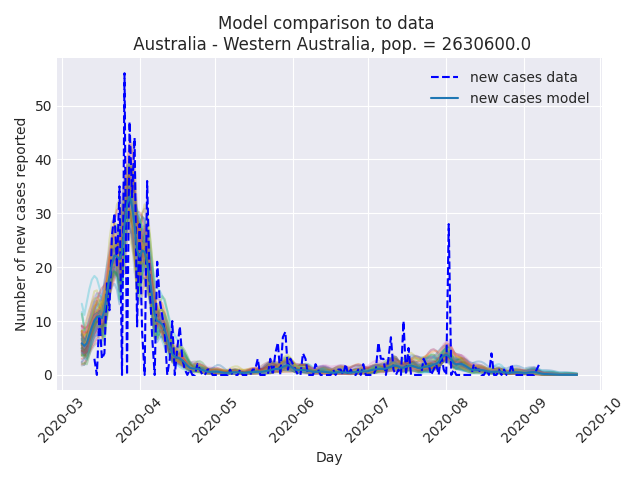 Model comparison to data
Australia - Western Australia, pop. = 2630600.0
new cases data
new cases model
Number of new cases reported
50
40
30
20
10
0
2020-03
2020-04
2020-05
2020-06
2020-07
2020-08
2020-09
2020-10
Day